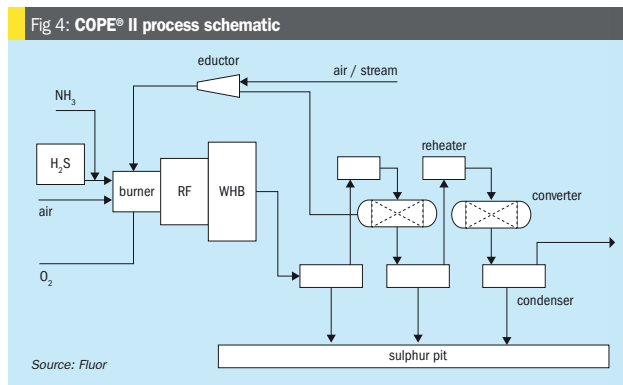 Fig 4: COPE® II process schematic
eductor
air / stream
NH₃
H₂S
reheater
burner
RF
WHB
converter
air
O₂
condenser
sulphur pit
Source: Fluor